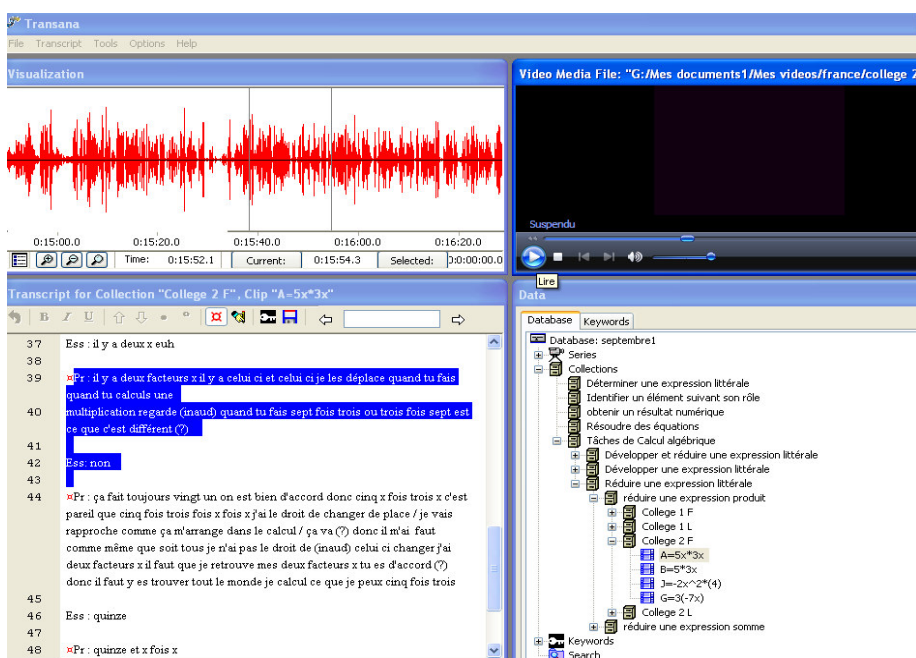 Transana
File Transcript Tools Options Help
Visualization
0:15:00.0 0:15:20.0 0:15:40.0 0:16:00.0 0:16:20.0
Time: 0:15:52.1 Current: 0:15:54.3 Selected: 0:0:00:00.0
Video Media File: "G:/Mes documents1/Mes videos/france/college 2
Suspendu
Lire
Transcript for Collection "College 2 F", Clip "A=5x*3x"
B I U
37 Ess : il y a deux x euh
38
39 ¤Pr : il y a deux facteurs x il y a celui ci et celui ci je les déplace quand tu fais
quand tu calculs une
40 multiplication regarde (inaud) quand tu fais sept fois trois ou trois fois sept est
ce que c'est différent (?)
41
42 Ess: non
43
44 ¤Pr : ça fait toujours vingt un on est bien d'accord donc cinq x fois trois x c'est
pareil que cinq fois trois fois x fois x j'ai le droit de changer de place / je vais
rapproche comme ça m'arrange dans le calcul / ça va (?) donc il m'ai faut
comme même que soit tous je n'ai pas le droit de (inaud) celui ci changer j'ai
deux facteurs x il faut que je retrouve mes deux facteurs x tu es d'accord (?)
donc il faut y es trouver tout le monde je calcul ce que je peux cinq fois trois
45
46 Ess : quinze
47
48 ¤Pr : quinze et x fois x
Data
Database Keywords
Database: septembre1
Series
Collections
Déterminer une expression littérale
Identifier un élément suivant son rôle
obtenir un résultat numérique
Résoudre des équations
Tâches de Calcul algébrique
Développer et réduire une expression littérale
Développer une expression littérale
Réduire une expression littérale
réduire une expression produit
College 1 F
College 1 L
College 2 F
A=5x*3x
B=5*3x
J=-2x^2*(4)
G=3(-7x)
College 2 L
réduire une expression somme
Keywords
Search